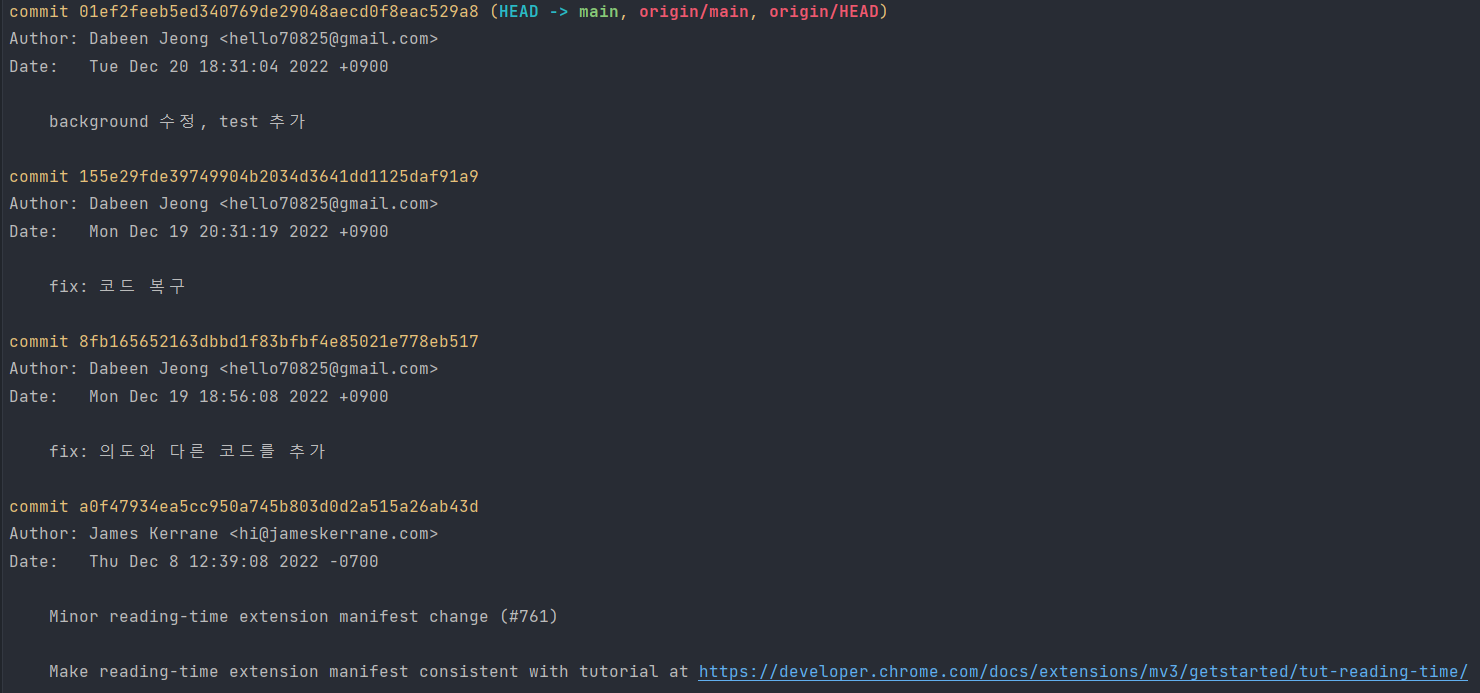 commit 01ef2feeb5ed340769de29048aecd0f8eac529a8 (HEAD -> main, origin/main, origin/HEAD)
Author: Dabeen Jeong <hello70825@gmail.com>
Date:   Tue Dec 20 18:31:04 2022 +0900
background 수정, test 추가
commit 155e29fde39749904b2034d3641dd1125daf91a9
Author: Dabeen Jeong <hello70825@gmail.com>
Date:   Mon Dec 19 20:31:19 2022 +0900
fix: 코드 복구
commit 8fb165652163dbbd1f83bfbf4e85021e778eb517
Author: Dabeen Jeong <hello70825@gmail.com>
Date:   Mon Dec 19 18:56:08 2022 +0900
fix: 의도와 다른 코드를 추가
commit a0f47934ea5cc950a745b803d0d2a515a26ab43d
Author: James Kerrane <hi@jameskerrane.com>
Date:   Thu Dec 8 12:39:08 2022 -0700
Minor reading-time extension manifest change (#761)
Make reading-time extension manifest consistent with tutorial at https://developer.chrome.com/docs/extensions/mv3/getstarted/tut-reading-time/